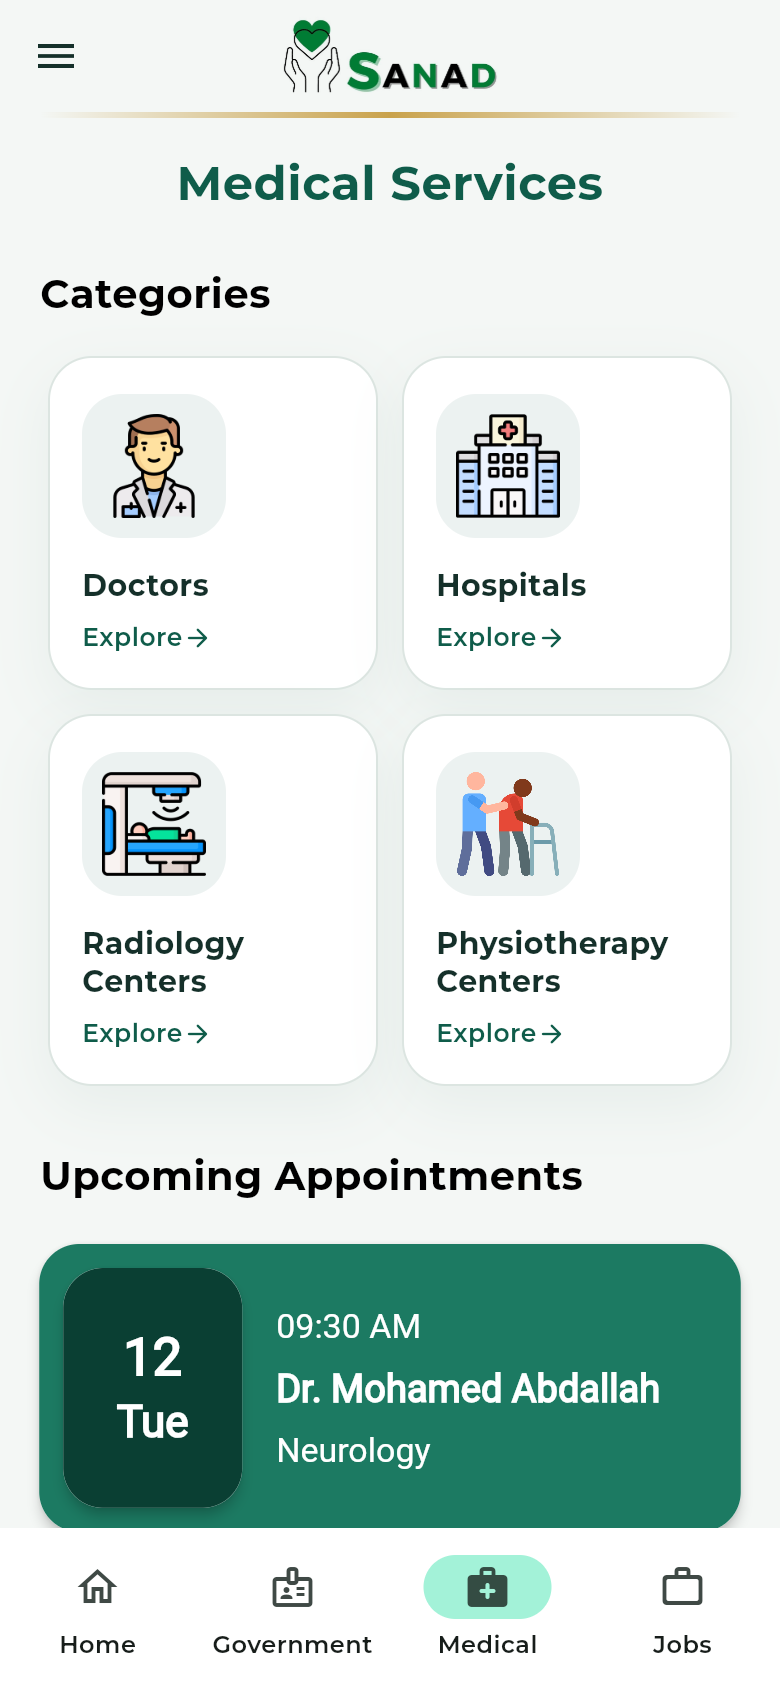 SANAD
Medical Services
Categories
Doctors
Explore
Hospitals
Explore
Radiology
Centers
Explore
Physiotherapy
Centers
Explore
Upcoming Appointments
12
Tue
09:30 AM
Dr. Mohamed Abdallah
Neurology
Home
Government
Medical
Jobs